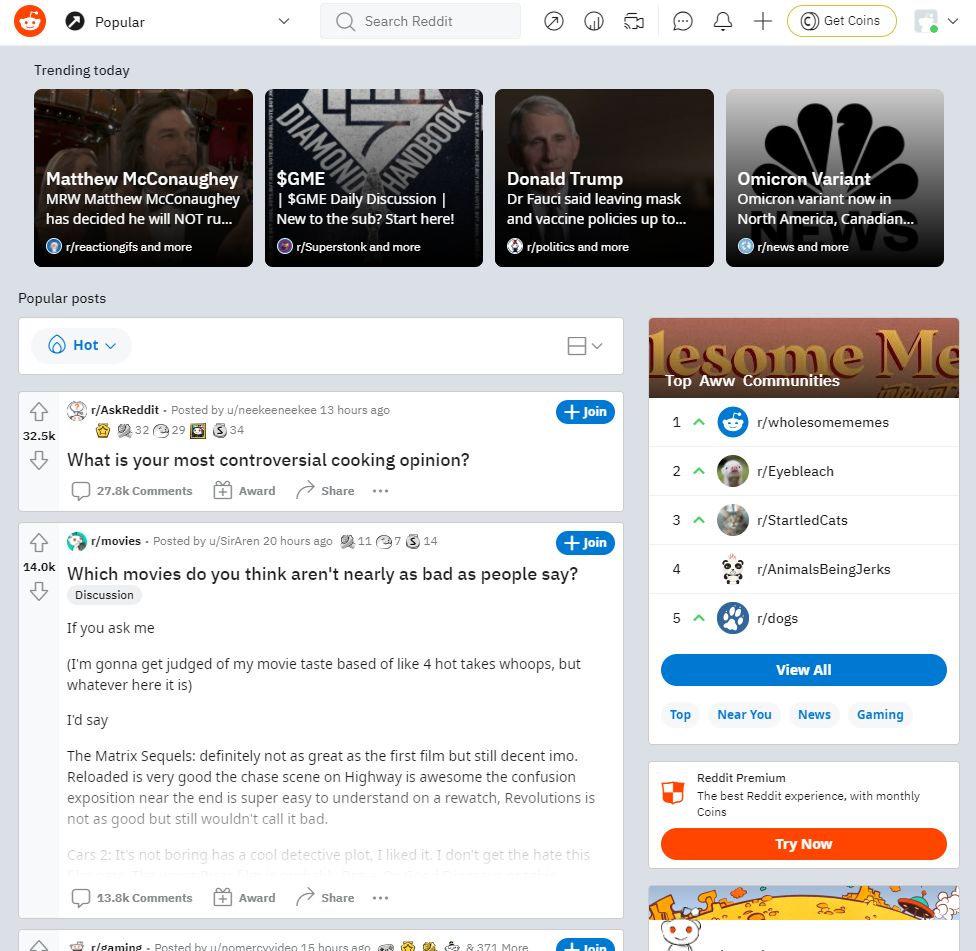 Popular
Search Reddit
Get Coins
Trending today
Matthew McConaughey
MRW Matthew McConaughey
has decided he will NOT ru...
r/reactiongifs and more
DIAMOND HANDBOOK
$GME
| $GME Daily Discussion |
New to the sub? Start here!
r/Superstonk and more
Donald Trump
Dr Fauci said leaving mask
and vaccine policies up to...
r/politics and more
NEWS
Omicron Variant
Omicron variant now in
North America, Canadian...
r/news and more
Popular posts
Hot
r/AskReddit · Posted by u/neekeeneekee 13 hours ago
32 29 34
Join
32.5k
What is your most controversial cooking opinion?
27.8k Comments Award Share
r/movies · Posted by u/SirAren 20 hours ago 11 7 14
Join
14.0k
Which movies do you think aren't nearly as bad as people say?
Discussion
If you ask me
(I'm gonna get judged of my movie taste based of like 4 hot takes whoops, but
whatever here it is)
I'd say
The Matrix Sequels: definitely not as great as the first film but still decent imo.
Reloaded is very good the chase scene on Highway is awesome the confusion
exposition near the end is super easy to understand on a rewatch, Revolutions is
not as good but still wouldn't call it bad.
Cars 2: It's not boring has a cool detective plot, I liked it. I don't get the hate this
13.8k Comments Award Share
r/gaming · Posted by u/nomercyvideo 15 hours ago & 371 More
Join
lesome Me
Top Aww Communities
1 r/wholesomememes
2 r/Eyebleach
3 r/StartledCats
4 r/AnimalsBeingJerks
5 r/dogs
View All
Top Near You News Gaming
Reddit Premium
The best Reddit experience, with monthly
Coins
Try Now